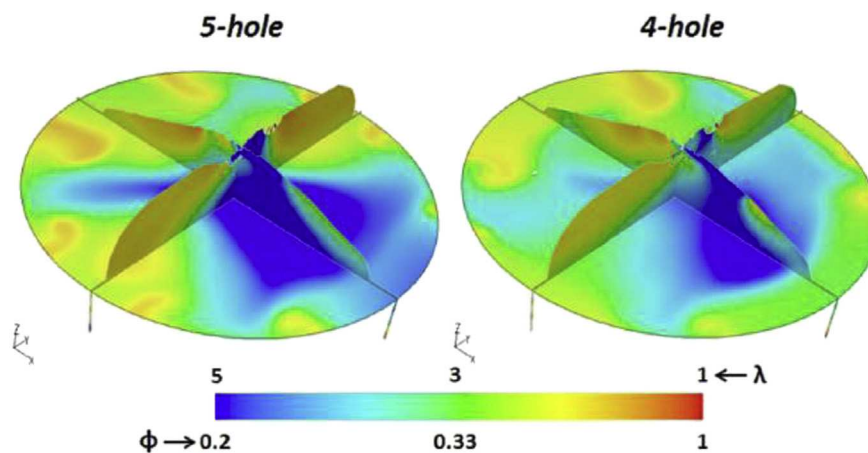 5-hole 4-hole
Z Y X Z Y X
5 3 1 ← λ
ϕ → 0.2 0.33 1